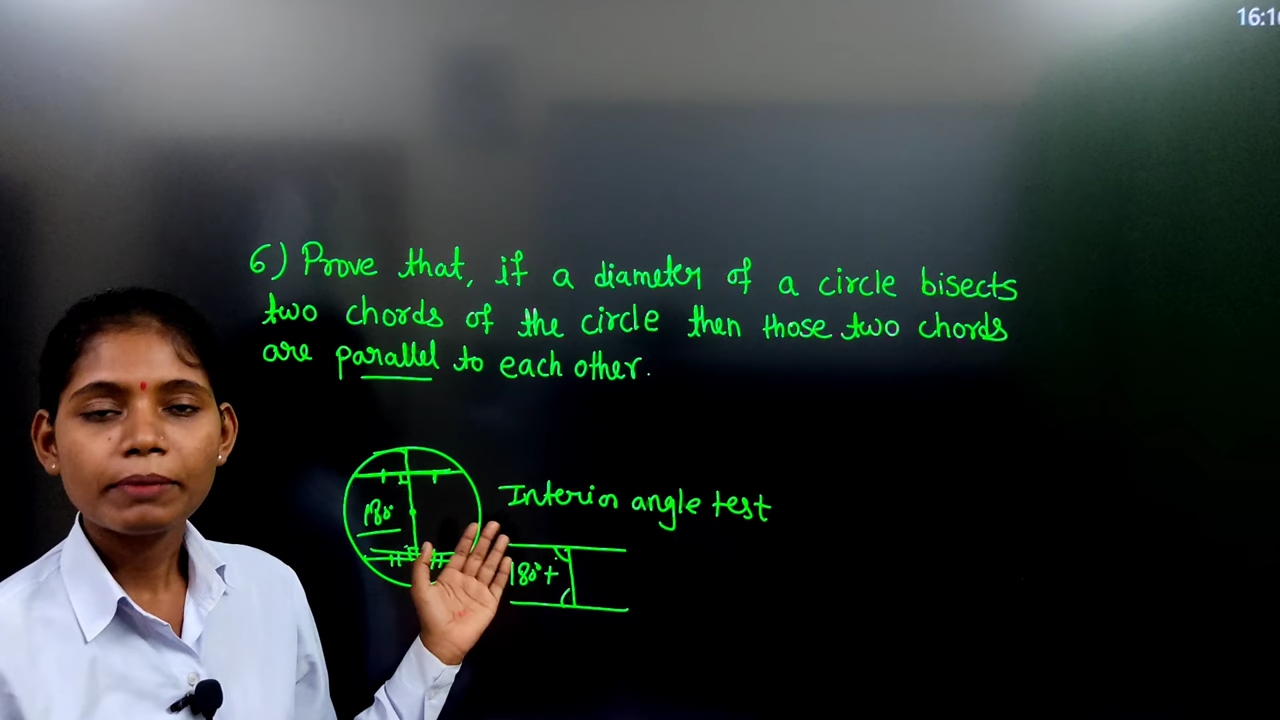 16:1
6) Prove that, if a diameter of a circle bisects
two chords of the circle then those two chords
are parallel to each other.
180°
Interior angle test
180°+